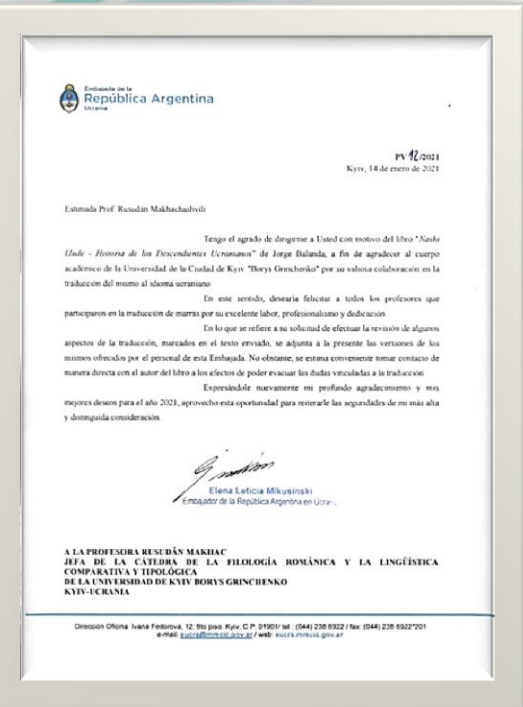 Embajada de la
República Argentina
Ucrania
PV 12/2021
Kyiv, 14 de enero de 2021
Estimada Prof. Rusudán Makhachashvili
Tengo el agrado de dirigirme a Usted con motivo del libro "Nashi
Llude - Historia de los Descendientes Ucranianos" de Jorge Balanda, a fin de agradecer al cuerpo
académico de la Universidad de la Ciudad de Kyiv "Borys Grinchenko" por su valiosa colaboración en la
traducción del mismo al idioma ucraniano
En este sentido, desearía felicitar a todos los profesores que
participaron en la traducción de marras por su excelente labor, profesionalismo y dedicación
En lo que se refiere a su solicitud de efectuar la revisión de algunos
aspectos de la traducción, marcados en el texto enviado, se adjunta a la presente las versiones de los
mismos ofrecidos por el personal de esta Embajada. No obstante, se estima conveniente tomar contacto de
manera directa con el autor del libro a los efectos de poder evacuar las dudas vinculadas a la traducción
Expresándole nuevamente mi profundo agradecimiento y mis
mejores deseos para el año 2021, aprovecho esta oportunidad para reiterarle las seguridades de mi más alta
y distinguida consideración.
Elena Leticia Mikusinski
Embajador de la República Argentina en
A LA PROFESORA RUSUDÁN MAKHAC
JEFA DE LA CÁTEDRA DE LA FILOLOGÍA ROMÁNICA Y LA LINGÜÍSTICA
COMPARATIVA Y TIPOLÓGICA
DE LA UNIVERSIDAD DE KYIV BORYS GRINCHENKO
KYIV-UCRANIA
Dirección Oficina: Ivana Fedorova, 12, 5to piso, Kyiv, C.P. 01901/ tel.: (044) 238 6922 / fax: (044) 238 6922*201
e-mail: eucra@mrecic.gov.ar / web: eucra.mrecic.gov.ar